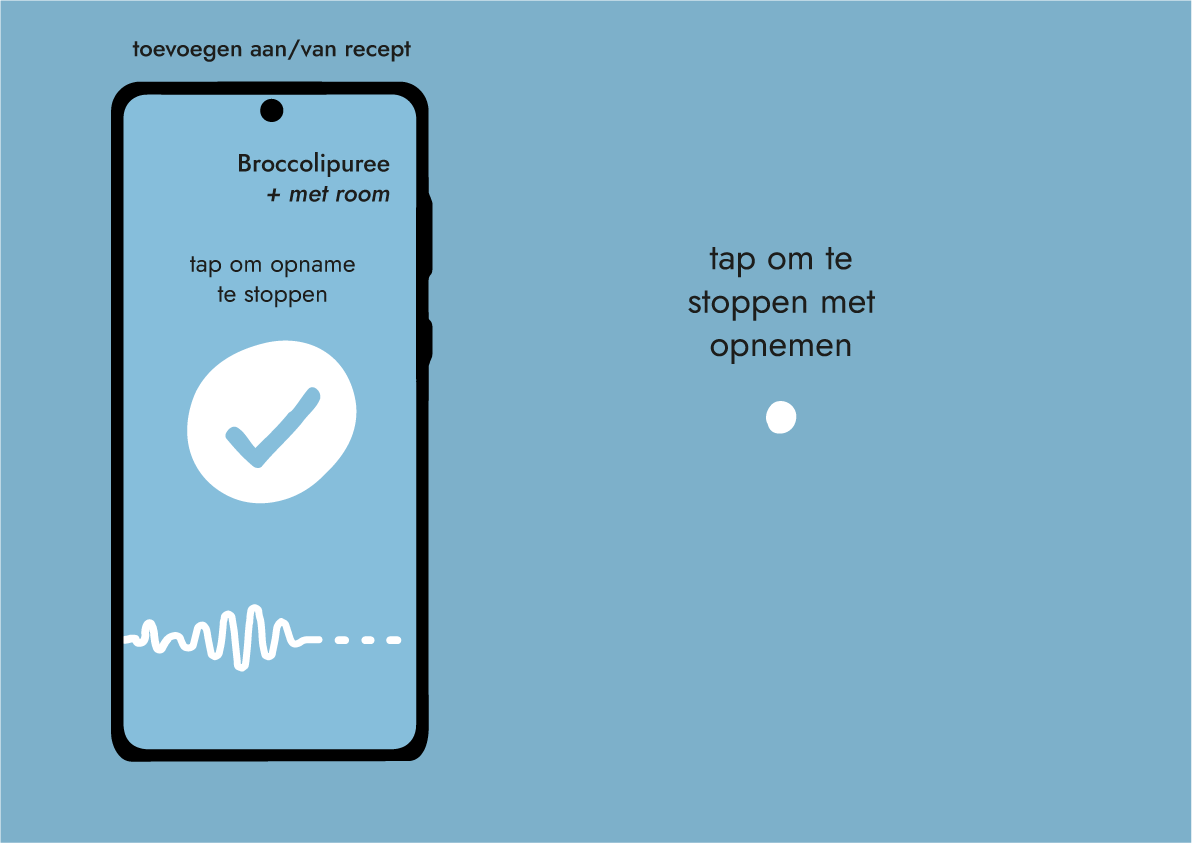 toevoegen aan/van recept
Broccolipuree
+ met room
tap om opname
te stoppen
tap om te
stoppen met
opnemen